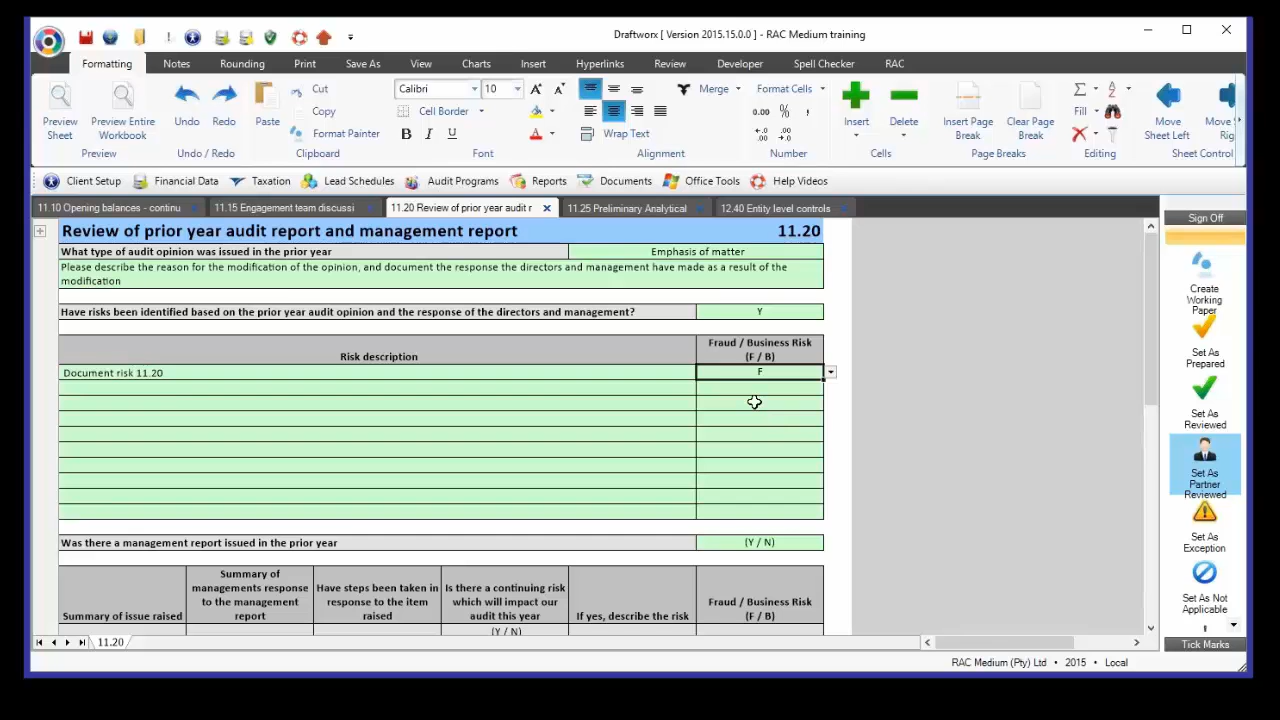 Draftworx [ Version 2015.15.0.0 ] - RAC Medium training
Formatting Notes Rounding Print Save As View Charts Insert Hyperlinks Review Developer Spell Checker RAC
Preview Sheet
Preview Entire Workbook
Preview
Undo
Redo
Undo / Redo
Paste
Cut
Copy
Format Painter
Clipboard
Calibri 10
Cell Border
B I U
Font
Merge
Wrap Text
Alignment
Format Cells
0.00 % ,
Number
Insert
Delete
Cells
Insert Page Break
Clear Page Break
Page Breaks
Fill
Editing
Move Sheet Left
Move
Rig
Sheet Control
Client Setup Financial Data Taxation Lead Schedules Audit Programs Reports Documents Office Tools Help Videos
11.10 Opening balances - continu 11.15 Engagement team discussi 11.20 Review of prior year audit r 11.25 Preliminary Analytical 12.40 Entity level controls
Review of prior year audit report and management report 11.20
What type of audit opinion was issued in the prior year Emphasis of matter
Please describe the reason for the modification of the opinion, and document the response the directors and management have made as a result of the
modification
Have risks been identified based on the prior year audit opinion and the response of the directors and management? Y
Risk description
Fraud / Business Risk
(F / B)
Document risk 11.20 F
Was there a management report issued in the prior year (Y / N)
Summary of issue raised
Summary of
managements response
to the management
report
Have steps been taken in
response to the item
raised
Is there a continuing risk
which will impact our
audit this year
If yes, describe the risk
Fraud / Business Risk
(F / B)
(Y / N)
11.20
Sign Off
Create
Working
Paper
Set As
Prepared
Set As
Reviewed
Set As
Partner
Reviewed
Set As
Exception
Set As Not
Applicable
Tick Marks
RAC Medium (Pty) Ltd • 2015 • Local